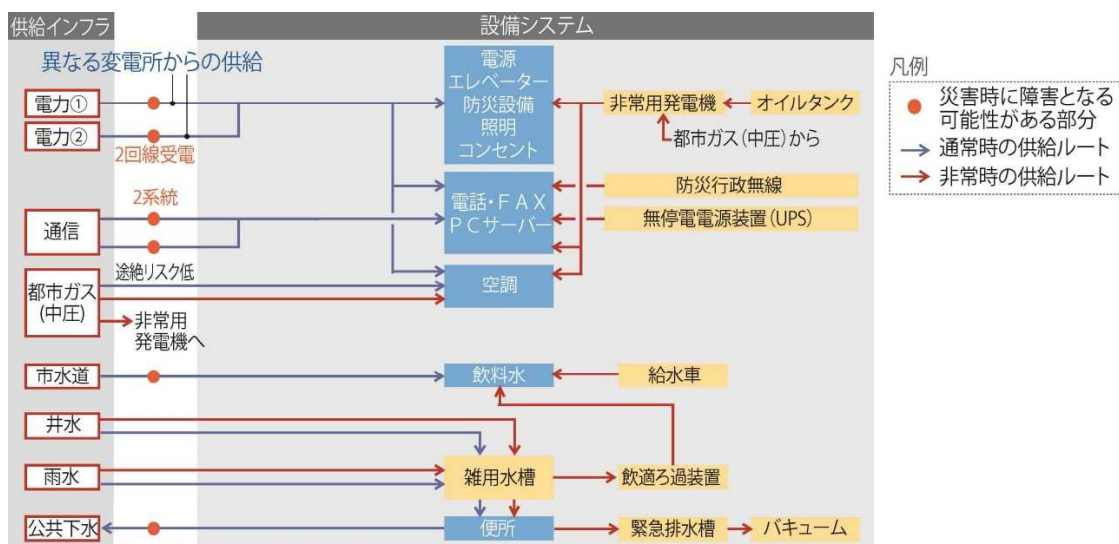 供給インフラ
設備システム
異なる変電所からの供給
電力①
電力②
2回線受電
電源
エレベーター
防災設備
照明
コンセント
非常用発電機
オイルタンク
都市ガス(中圧)から
2系統
通信
電話・FAX
PCサーバー
防災行政無線
無停電電源装置(UPS)
途絶リスク低
都市ガス
(中圧)
空調
非常用
発電機へ
市水道
飲料水
給水車
井水
雨水
雑用水槽
飲適ろ過装置
公共下水
便所
緊急排水槽
バキューム
凡例
災害時に障害となる
可能性がある部分
通常時の供給ルート
非常時の供給ルート